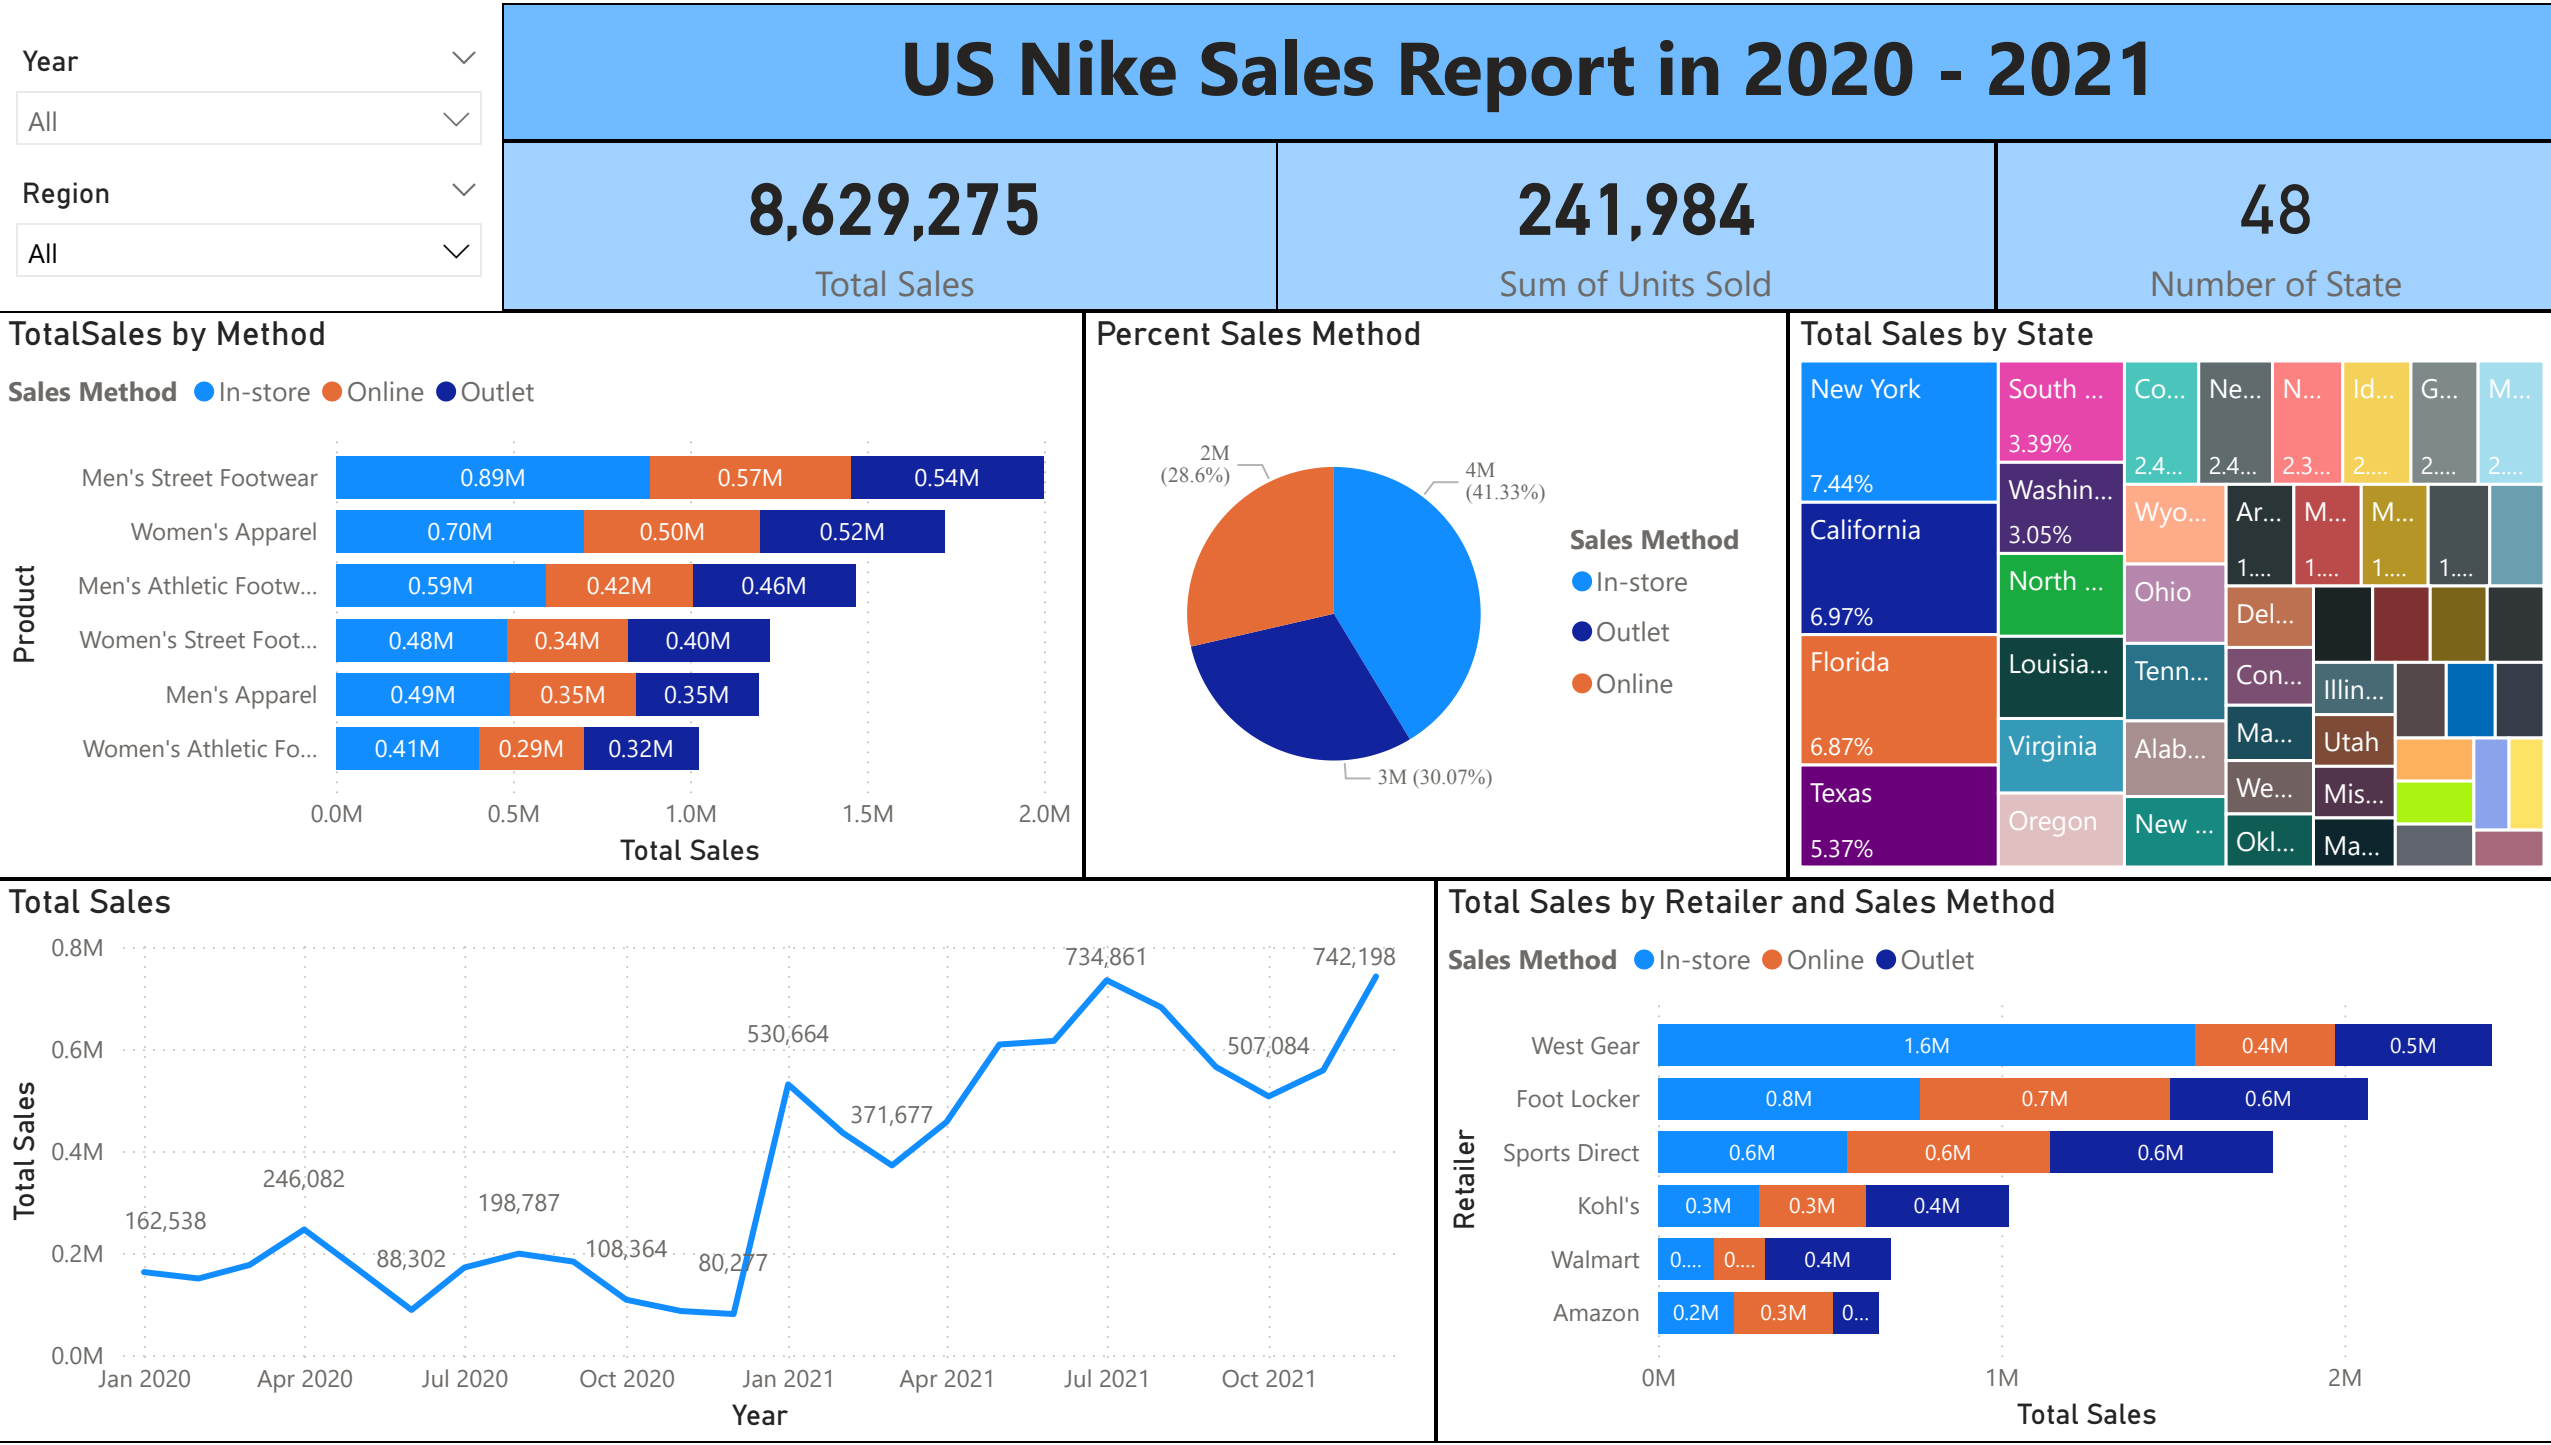 Year
All
Region
All
US Nike Sales Report in 2020 - 2021
8,629,275
Total Sales
241,984
Sum of Units Sold
48
Number of State
TotalSales by Method
Sales Method In-store Online Outlet
Product
Men's Street Footwear 0.89M 0.57M 0.54M
Women's Apparel 0.70M 0.50M 0.52M
Men's Athletic Footw... 0.59M 0.42M 0.46M
Women's Street Foot... 0.48M 0.34M 0.40M
Men's Apparel 0.49M 0.35M 0.35M
Women's Athletic Fo... 0.41M 0.29M 0.32M
0.0M 0.5M 1.0M 1.5M 2.0M
Total Sales
Percent Sales Method
2M
(28.6%)
4M
(41.33%)
3M (30.07%)
Sales Method
In-store
Outlet
Online
Total Sales by State
New York
7.44%
California
6.97%
Florida
6.87%
Texas
5.37%
South ...
3.39%
Washin...
3.05%
North ...
Louisia...
Virginia
Oregon
Co... Ne... N... Id... G... M...
2.4... 2.4... 2.3... 2.... 2.... 2....
Wyo...
Ohio
Tenn...
Alab...
New ...
Ar... M... M...
1.... 1.... 1.... 1....
Del...
Con...
Ma...
We...
Okl...
Illin...
Utah
Mis...
Ma...
Total Sales
Total Sales
0.8M
0.6M
0.4M
0.2M
0.0M
162,538
246,082
88,302
198,787
108,364
80,277
530,664
371,677
734,861
507,084
742,198
Jan 2020 Apr 2020 Jul 2020 Oct 2020 Jan 2021 Apr 2021 Jul 2021 Oct 2021
Year
Total Sales by Retailer and Sales Method
Sales Method In-store Online Outlet
Retailer
West Gear 1.6M 0.4M 0.5M
Foot Locker 0.8M 0.7M 0.6M
Sports Direct 0.6M 0.6M 0.6M
Kohl's 0.3M 0.3M 0.4M
Walmart 0.... 0.... 0.4M
Amazon 0.2M 0.3M 0...
0M 1M 2M
Total Sales